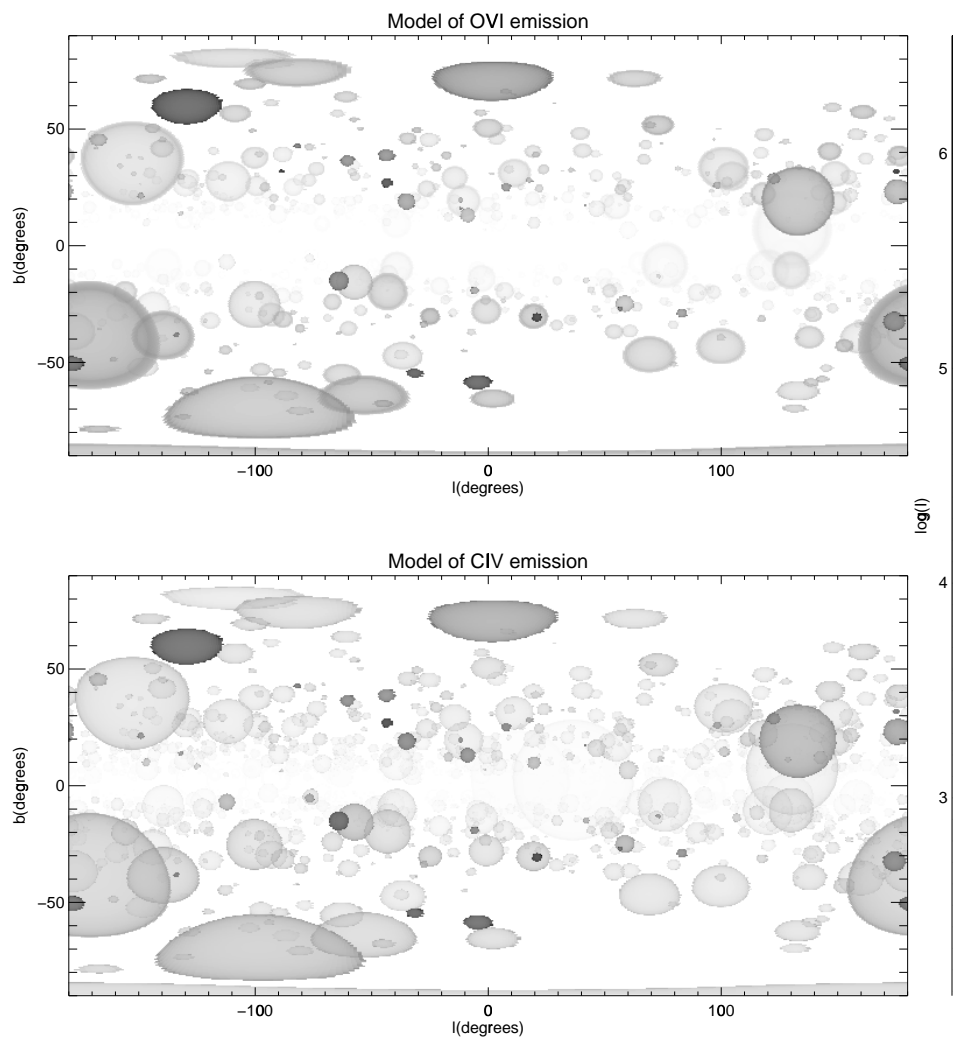 Model of OVI emission
50
0
−50
b(degrees)
−100
0
100
l(degrees)
Model of CIV emission
50
0
−50
b(degrees)
−100
0
100
l(degrees)
6
5
4
3
log(I)